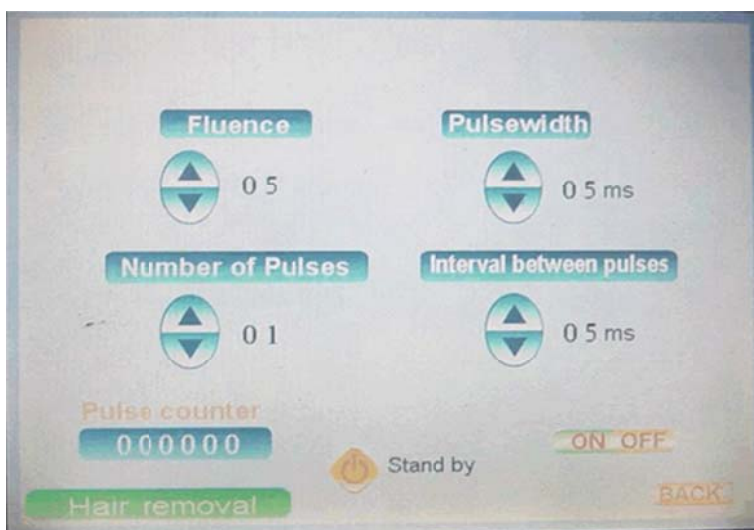 Fluence
Pulsewidth
0 5
0 5 ms
Number of Pulses
Interval between pulses
0 1
0 5 ms
Pulse counter
000000
ON OFF
Stand by
BACK
Hair removal